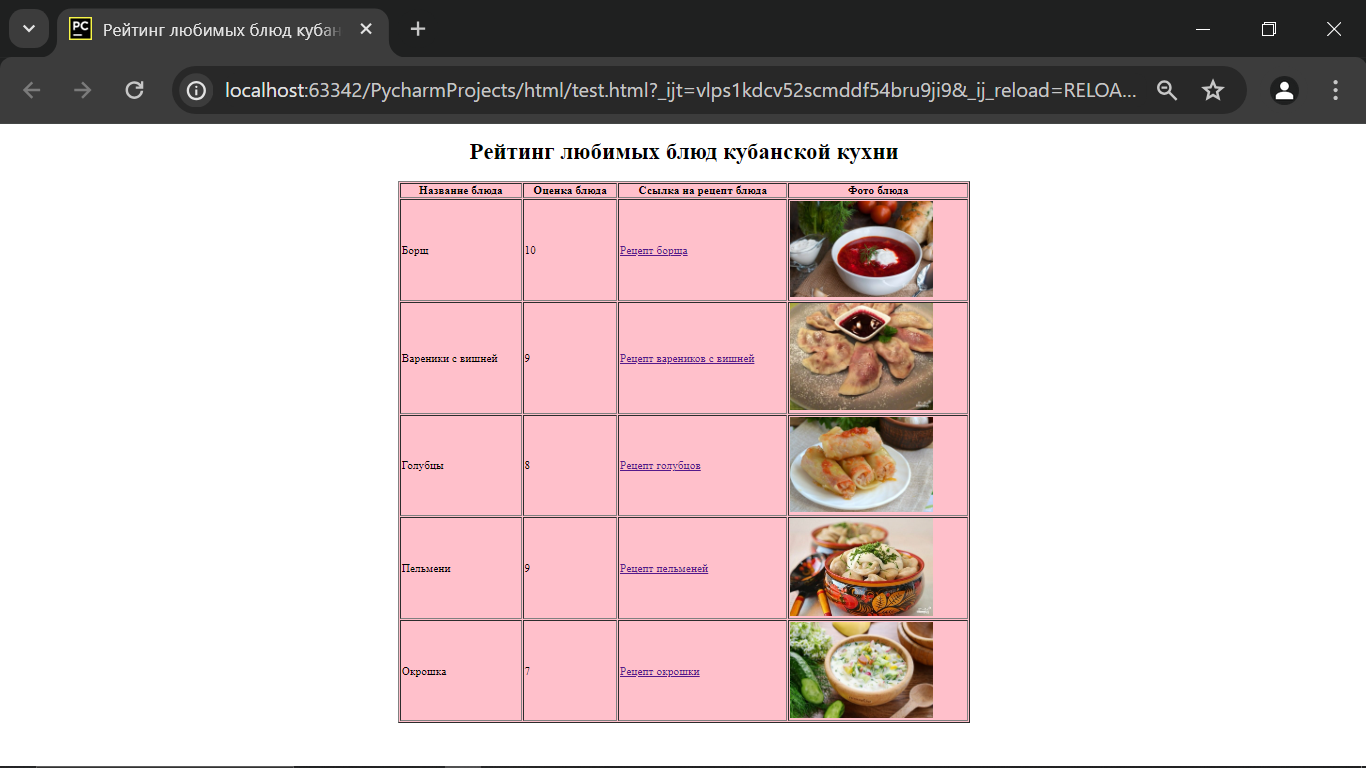 PC
Рейтинг любимых блюд кубан
localhost:63342/PycharmProjects/html/test.html?_ijt=vlps1kdcv52scmddf54bru9ji9&_ij_reload=RELOA...
Рейтинг любимых блюд кубанской кухни
Название блюда Оценка блюда Ссылка на рецепт блюда Фото блюда
Борщ 10 Рецепт борща
Вареники с вишней 9 Рецепт вареников с вишней
Голубцы 8 Рецепт голубцов
Пельмени 9 Рецепт пельменей
Окрошка 7 Рецепт окрошки